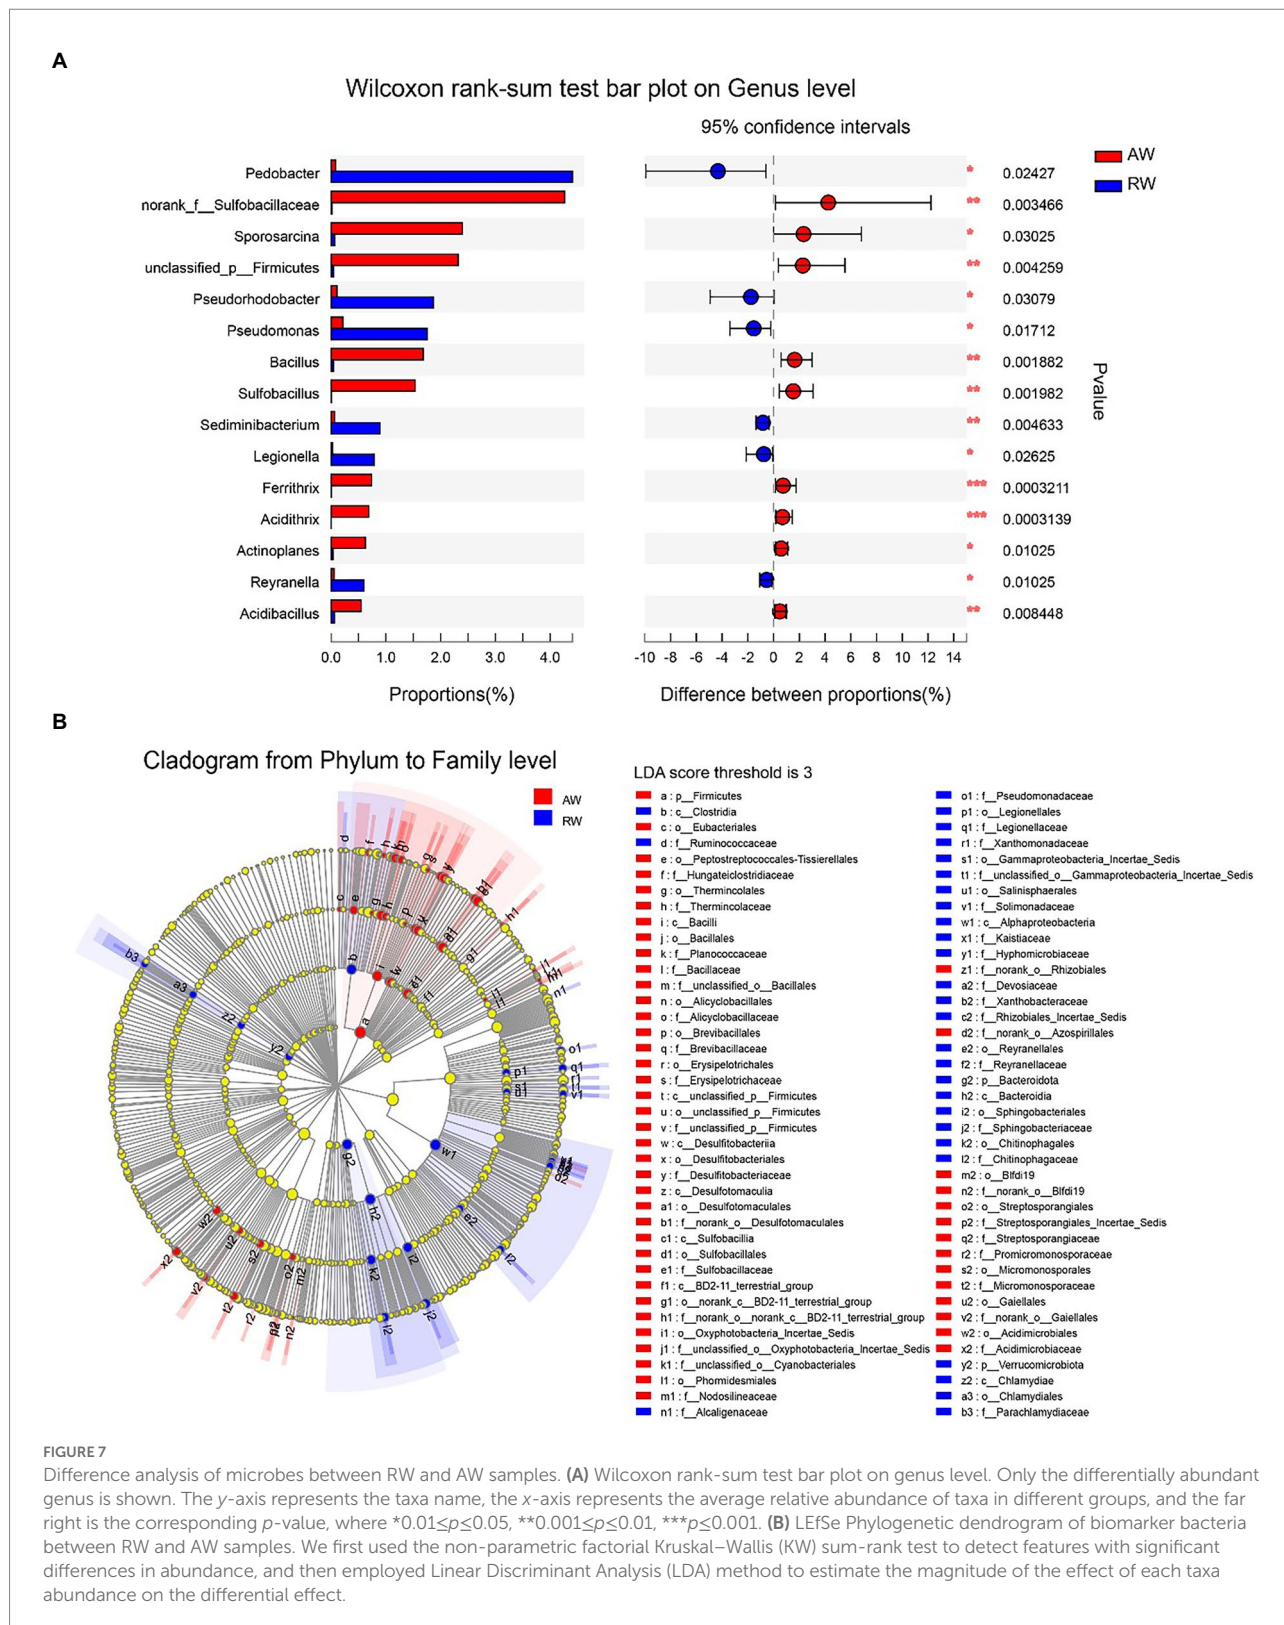 A
Wilcoxon rank-sum test bar plot on Genus level
95% confidence intervals
AW
RW
Pedobacter * 0.02427
norank_f__Sulfobacillaceae ** 0.003466
Sporosarcina * 0.03025
unclassified_p__Firmicutes ** 0.004259
Pseudorhodobacter * 0.03079
Pseudomonas * 0.01712
Bacillus ** 0.001882
Sulfobacillus ** 0.001982
Sediminibacterium ** 0.004633
Legionella * 0.02625
Ferrithrix *** 0.0003211
Acidithrix *** 0.0003139
Actinoplanes * 0.01025
Reyranella * 0.01025
Acidibacillus ** 0.008448
Pvalue
0.0 1.0 2.0 3.0 4.0
-10 -8 -6 -4 -2 0 2 4 6 8 10 12 14
Proportions(%)
Difference between proportions(%)
B
Cladogram from Phylum to Family level
AW
RW
LDA score threshold is 3
a : p__Firmicutes
b : c__Clostridia
c : o__Eubacteriales
d : f__Ruminococcaceae
e : o__Peptostreptococcales-Tissierellales
f : f__Hungateiclostridiaceae
g : o__Thermincolales
h : f__Thermincolaceae
i : c__Bacilli
j : o__Bacillales
k : f__Planococcaceae
l : f__Bacillaceae
m : f__unclassified_o__Bacillales
n : o__Alicyclobacillales
o : f__Alicyclobacillaceae
p : o__Brevibacillales
q : f__Brevibacillaceae
r : o__Erysipelotrichales
s : f__Erysipelotrichaceae
t : c__unclassified_p__Firmicutes
u : o__unclassified_p__Firmicutes
v : f__unclassified_p__Firmicutes
w : c__Desulfitobacteriia
x : o__Desulfitobacteriales
y : f__Desulfitobacteriaceae
z : c__Desulfotomaculia
a1 : o__Desulfotomaculales
b1 : f__norank_o__Desulfotomaculales
c1 : c__Sulfobacillia
d1 : o__Sulfobacillales
e1 : f__Sulfobacillaceae
f1 : c__BD2-11_terrestrial_group
g1 : o__norank_c__BD2-11_terrestrial_group
h1 : f__norank_o__norank_c__BD2-11_terrestrial_group
i1 : o__Oxyphotobacteria_Incertae_Sedis
j1 : f__unclassified_o__Oxyphotobacteria_Incertae_Sedis
k1 : f__unclassified_o__Cyanobacteriales
l1 : o__Phormidesmiales
m1 : f__Nodosilineaceae
n1 : f__Alcaligenaceae
o1 : f__Pseudomonadaceae
p1 : o__Legionellales
q1 : f__Legionellaceae
r1 : f__Xanthomonadaceae
s1 : o__Gammaproteobacteria_Incertae_Sedis
t1 : f__unclassified_o__Gammaproteobacteria_Incertae_Sedis
u1 : o__Salinisphaerales
v1 : f__Solimonadaceae
w1 : c__Alphaproteobacteria
x1 : f__Kaistiaceae
y1 : f__Hyphomicrobiaceae
z1 : f__norank_o__Rhizobiales
a2 : f__Devosiaceae
b2 : f__Xanthobacteraceae
c2 : f__Rhizobiales_Incertae_Sedis
d2 : f__norank_o__Azospirillales
e2 : o__Reyranellales
f2 : f__Reyranellaceae
g2 : p__Bacteroidota
h2 : c__Bacteroidia
i2 : o__Sphingobacteriales
j2 : f__Sphingobacteriaceae
k2 : o__Chitinophagales
l2 : f__Chitinophagaceae
m2 : o__Blfdi19
n2 : f__norank_o__Blfdi19
o2 : o__Streptosporangiales
p2 : f__Streptosporangiales_Incertae_Sedis
q2 : f__Streptosporangiaceae
r2 : f__Promicromonosporaceae
s2 : o__Micromonosporales
t2 : f__Micromonosporaceae
u2 : o__Gaiellales
v2 : f__norank_o__Gaiellales
w2 : o__Acidimicrobiales
x2 : f__Acidimicrobiaceae
y2 : p__Verrucomicrobiota
z2 : c__Chlamydiae
a3 : o__Chlamydiales
b3 : f__Parachlamydiaceae
FIGURE 7
Difference analysis of microbes between RW and AW samples. (A) Wilcoxon rank-sum test bar plot on genus level. Only the differentially abundant
genus is shown. The y-axis represents the taxa name, the x-axis represents the average relative abundance of taxa in different groups, and the far
right is the corresponding p-value, where *0.01≤p≤0.05, **0.001≤p≤0.01, ***p≤0.001. (B) LEfSe Phylogenetic dendrogram of biomarker bacteria
between RW and AW samples. We first used the non-parametric factorial Kruskal–Wallis (KW) sum-rank test to detect features with significant
differences in abundance, and then employed Linear Discriminant Analysis (LDA) method to estimate the magnitude of the effect of each taxa
abundance on the differential effect.